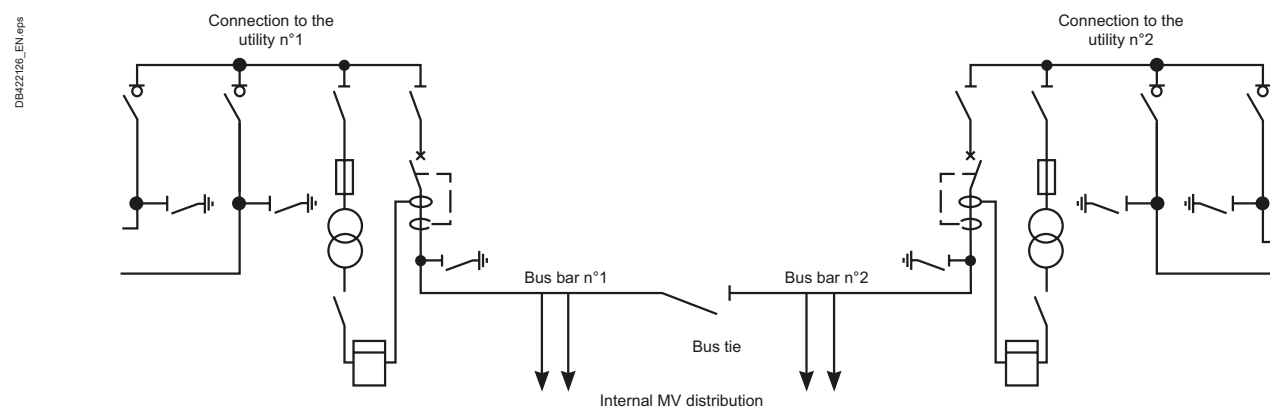 DB422126_EN.eps
Connection to the
utility n°1
Connection to the
utility n°2
Bus bar n°1
Bus bar n°2
Bus tie
Internal MV distribution